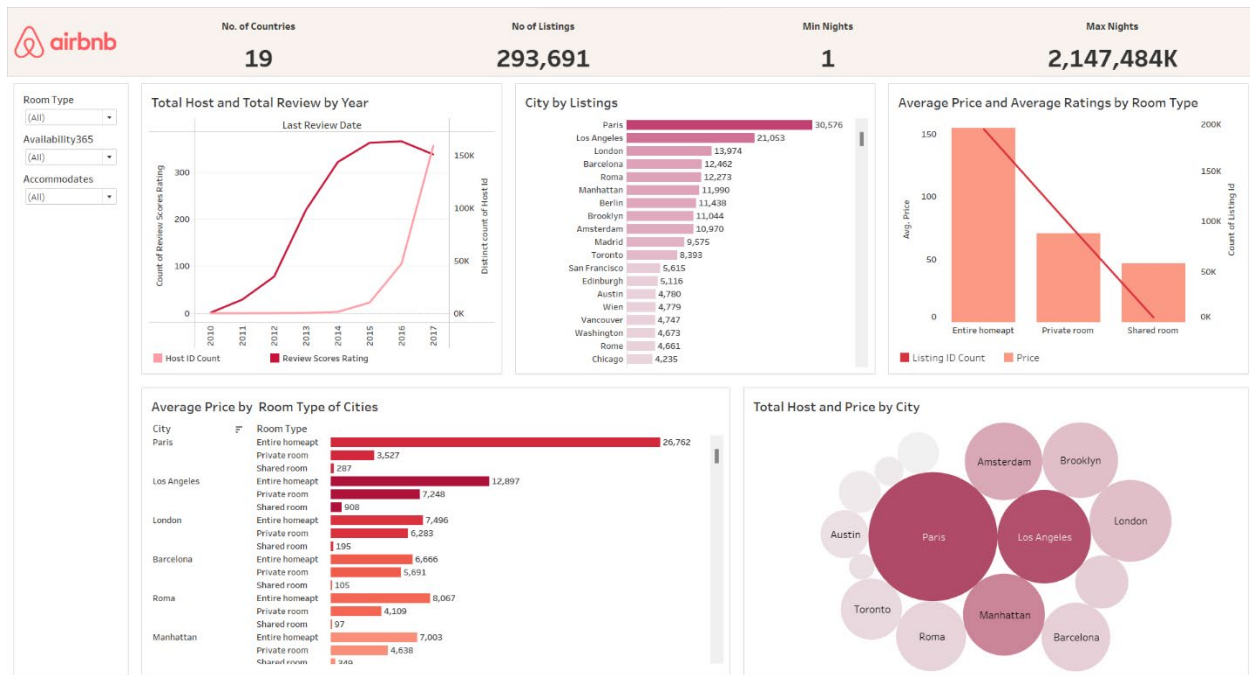 airbnb
No. of Countries
19
No of Listings
293,691
Min Nights
1
Max Nights
2,147,484K
Room Type
(All)
Availability365
(All)
Accommodates
(All)
Total Host and Total Review by Year
Last Review Date
Count of Review Scores Rating
300
200
100
0
150K
100K
50K
0K
Distinct count of Host Id
2010
2011
2012
2013
2014
2015
2016
2017
Host ID Count
Review Scores Rating
City by Listings
Paris 30,576
Los Angeles 21,053
London 13,974
Barcelona 12,462
Roma 12,273
Manhattan 11,990
Berlin 11,438
Brooklyn 11,044
Amsterdam 10,970
Madrid 9,575
Toronto 8,393
San Francisco 5,615
Edinburgh 5,116
Austin 4,780
Wien 4,779
Vancouver 4,747
Washington 4,673
Rome 4,661
Chicago 4,235
Average Price and Average Ratings by Room Type
Avg. Price
150
100
50
0
200K
150K
100K
50K
0K
Count of Listing Id
Entire homeapt
Private room
Shared room
Listing ID Count
Price
Average Price by Room Type of Cities
City Room Type
Paris Entire homeapt 26,762
Private room 3,527
Shared room 287
Los Angeles Entire homeapt 12,897
Private room 7,248
Shared room 908
London Entire homeapt 7,496
Private room 6,283
Shared room 195
Barcelona Entire homeapt 6,666
Private room 5,691
Shared room 105
Roma Entire homeapt 8,067
Private room 4,109
Shared room 97
Manhattan Entire homeapt 7,003
Private room 4,638
Shared room 349
Total Host and Price by City
Amsterdam
Brooklyn
Austin
Paris
Los Angeles
London
Toronto
Roma
Manhattan
Barcelona